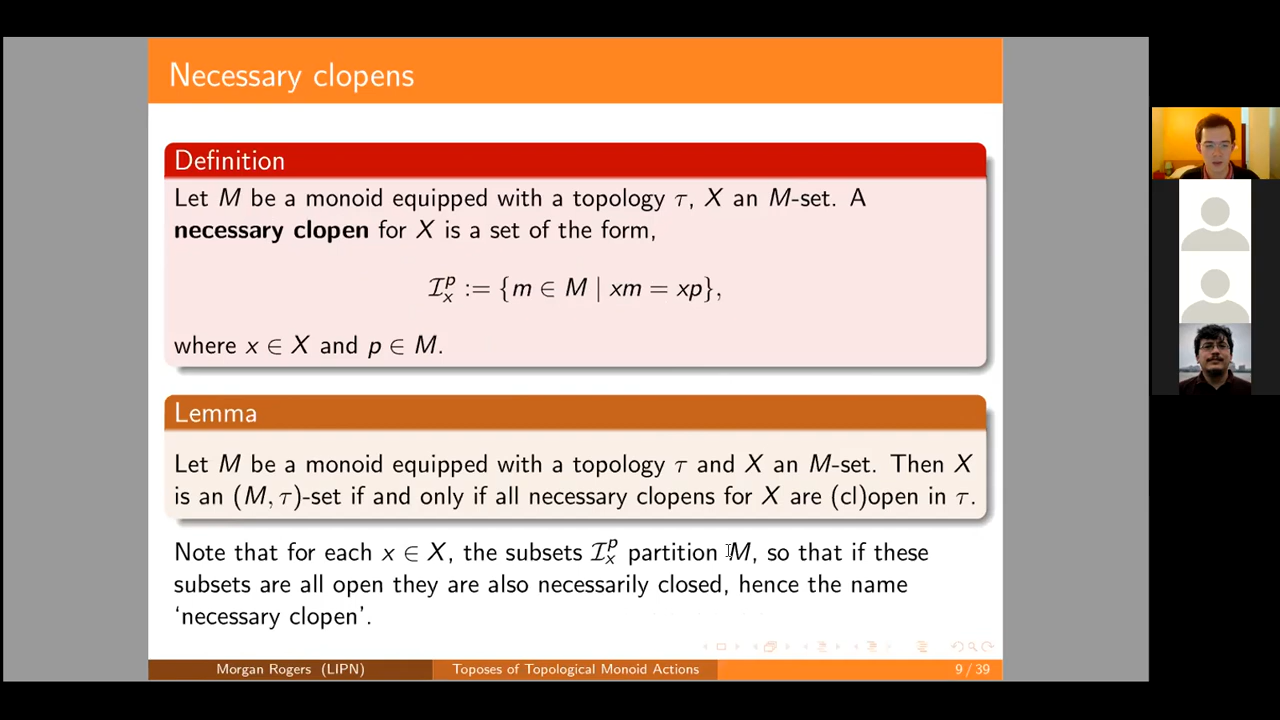 Necessary clopens
Definition
Let M be a monoid equipped with a topology τ, X an M-set. A
necessary clopen for X is a set of the form,
ℐₓᵖ := {m ∈ M | xm = xp},
where x ∈ X and p ∈ M.
Lemma
Let M be a monoid equipped with a topology τ and X an M-set. Then X
is an (M, τ)-set if and only if all necessary clopens for X are (cl)open in τ.
Note that for each x ∈ X, the subsets ℐₓᵖ partition M, so that if these
subsets are all open they are also necessarily closed, hence the name
‘necessary clopen’.
Morgan Rogers (LIPN)
Toposes of Topological Monoid Actions
9 / 39